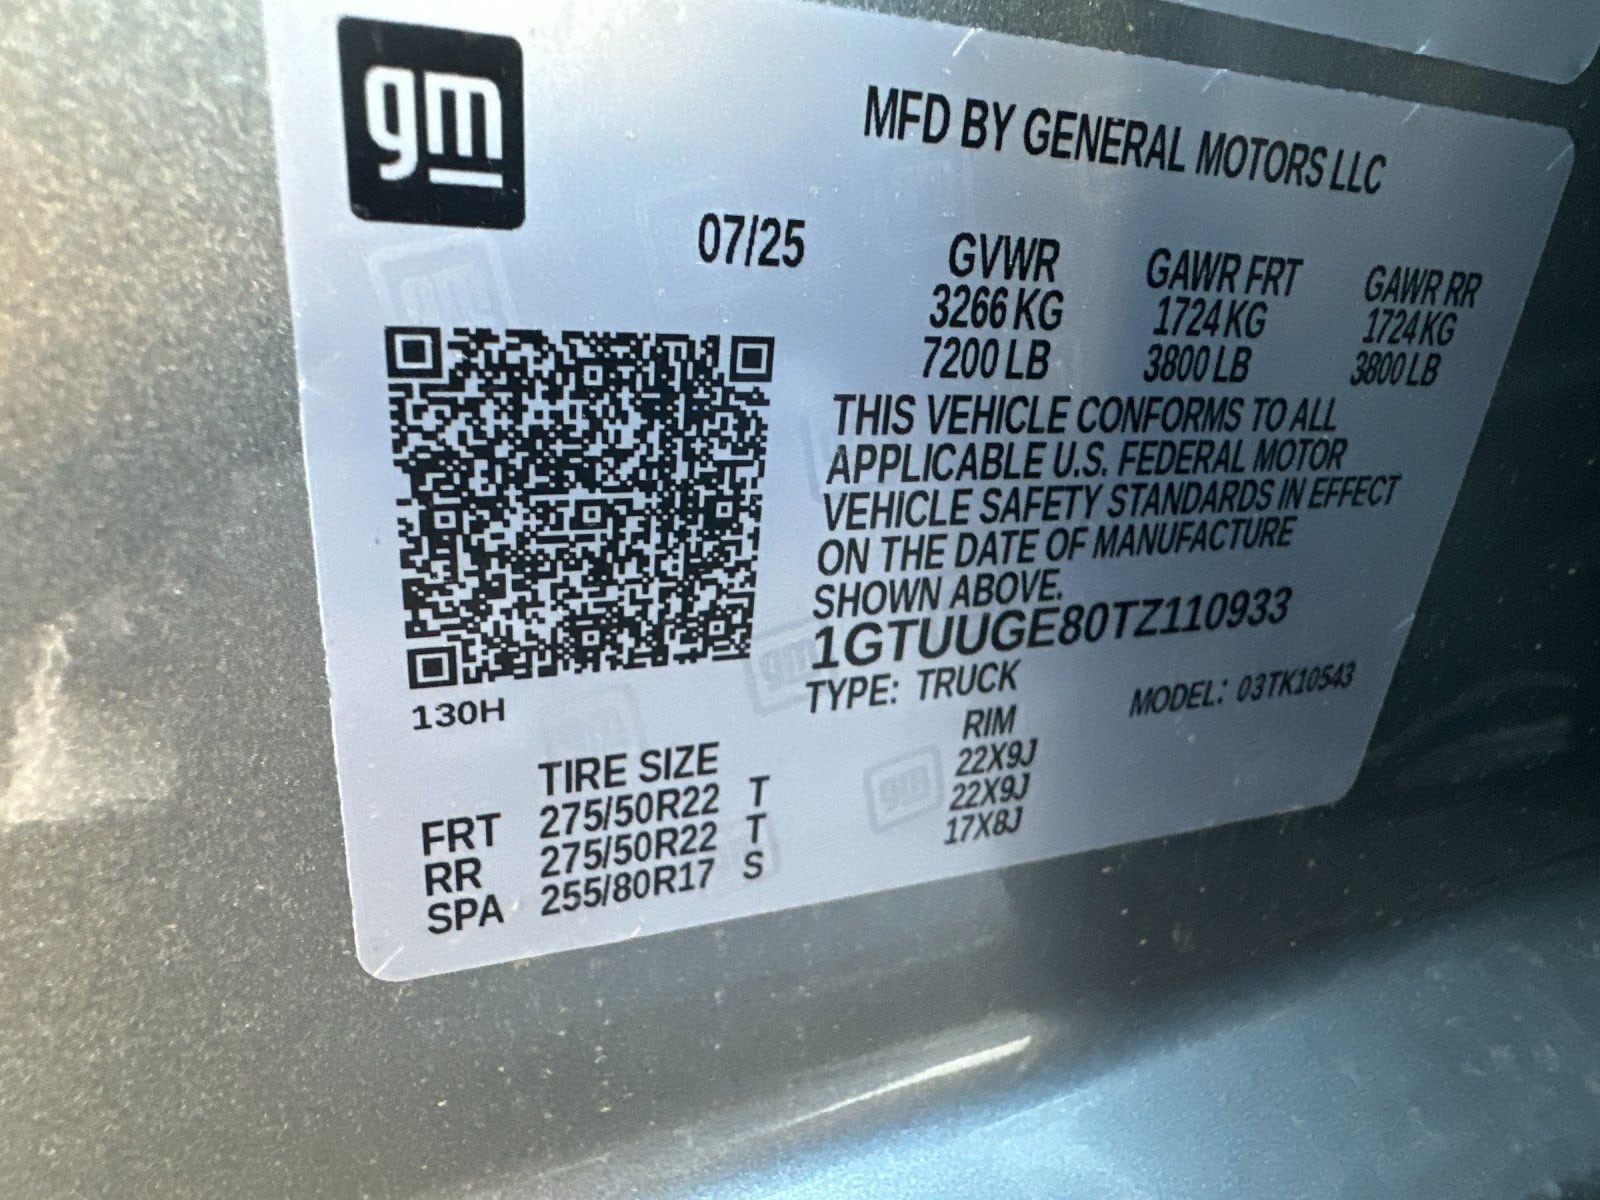 gm
MFD BY GENERAL MOTORS LLC
07/25
GVWR GAWR FRT GAWR RR
3266 KG 1724 KG 1724 KG
7200 LB 3800 LB 3800 LB
THIS VEHICLE CONFORMS TO ALL
APPLICABLE U.S. FEDERAL MOTOR
VEHICLE SAFETY STANDARDS IN EFFECT
ON THE DATE OF MANUFACTURE
SHOWN ABOVE.
1GTUUGE80TZ110933
TYPE: TRUCK MODEL: 03TK10543
130H
TIRE SIZE RIM
FRT 275/50R22 T 22X9J
RR 275/50R22 T 22X9J
SPA 255/80R17 S 17X8J